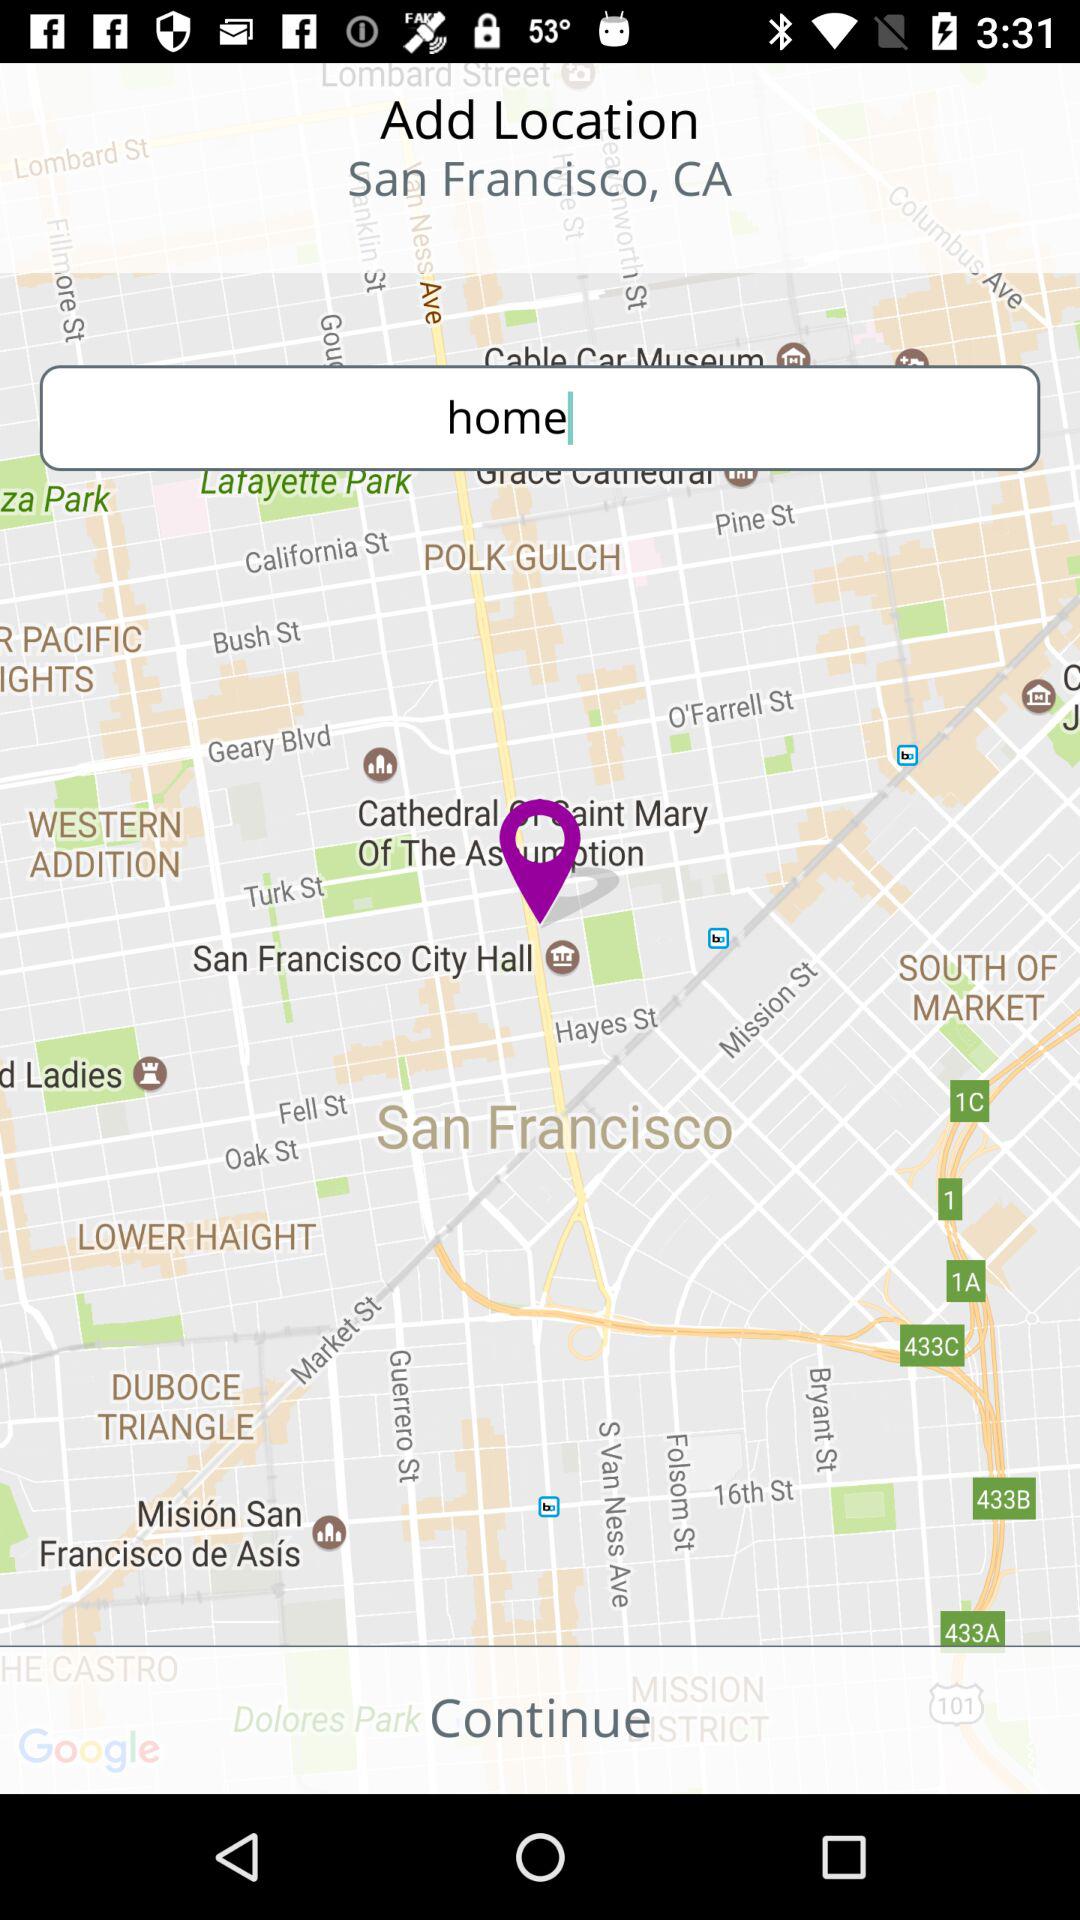 FAKE
53°
3:31
Lombard Street
Add Location
San Francisco, CA
Lombard St
Fillmore St
Franklin St
Van Ness Ave
Hyde St
Leavenworth St
Columbus Ave
Cable Car Museum
home
za Park
Lafayette Park
Grace Cathedral
Pine St
California St
POLK GULCH
Bush St
R PACIFIC
IGHTS
O'Farrell St
C
J
Geary Blvd
WESTERN
ADDITION
Cathedral Of Saint Mary
Of The Assumption
Turk St
San Francisco City Hall
SOUTH OF
MARKET
Mission St
Hayes St
d Ladies
1C
Fell St
San Francisco
Oak St
1
LOWER HAIGHT
1A
Market St
433C
DUBOCE
TRIANGLE
Guerrero St
Bryant St
S Van Ness Ave
Folsom St
16th St
433B
Misión San
Francisco de Asís
433A
HE CASTRO
MISSION
DISTRICT
101
Dolores Park
Continue
Google